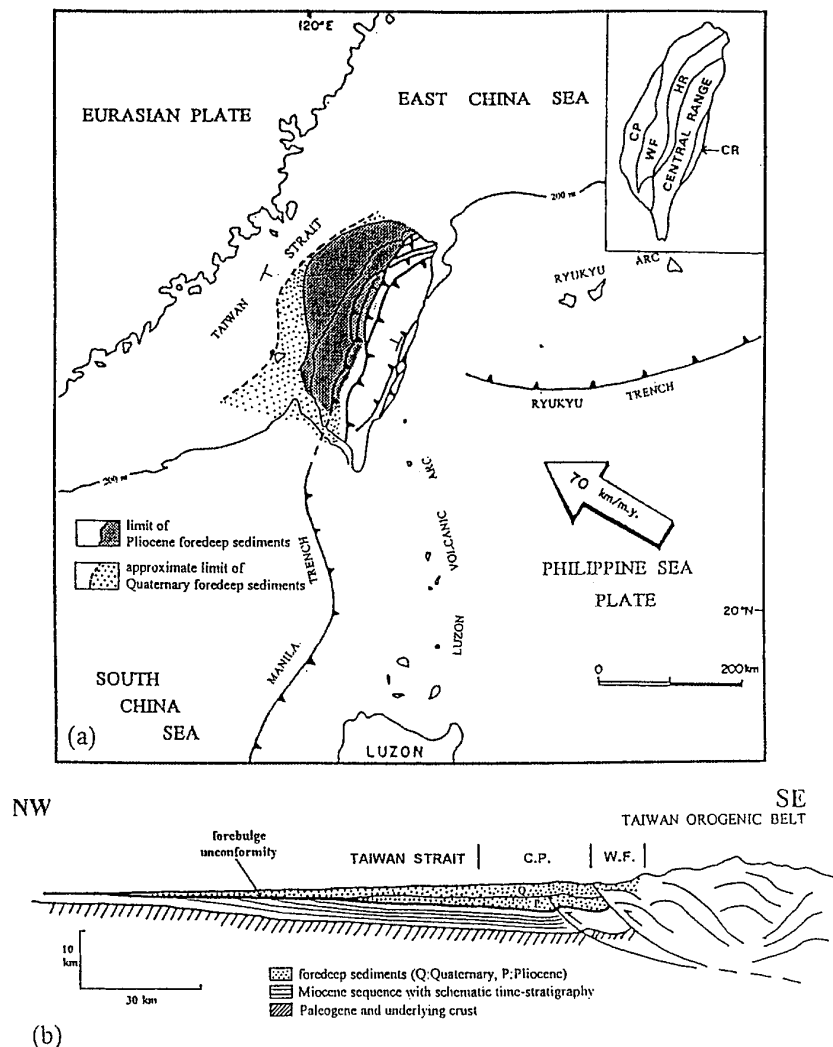 120°E
EURASIAN PLATE
EAST CHINA SEA
CP
WF
HR
CENTRAL RANGE
CR
200 m
TAIWAN STRAIT
RYUKYU ARC
RYUKYU TRENCH
200 m
70 km/m.y.
limit of
Pliocene foredeep sediments
approximate limit of
Quaternary foredeep sediments
MANILA TRENCH
LUZON VOLCANIC ARC
PHILIPPINE SEA
PLATE
20°N
0 200 km
SOUTH
CHINA
SEA
(a)
LUZON
NW
SE
TAIWAN OROGENIC BELT
forebulge
unconformity
TAIWAN STRAIT
C.P.
W.F.
Q
P
10
km
30 km
foredeep sediments (Q:Quaternary, P:Pliocene)
Miocene sequence with schematic time-stratigraphy
Paleogene and underlying crust
(b)